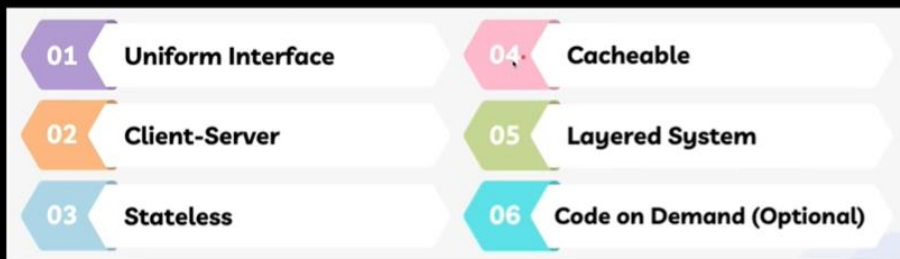 01 Uniform Interface
02 Client-Server
03 Stateless
04 Cacheable
05 Layered System
06 Code on Demand (Optional)